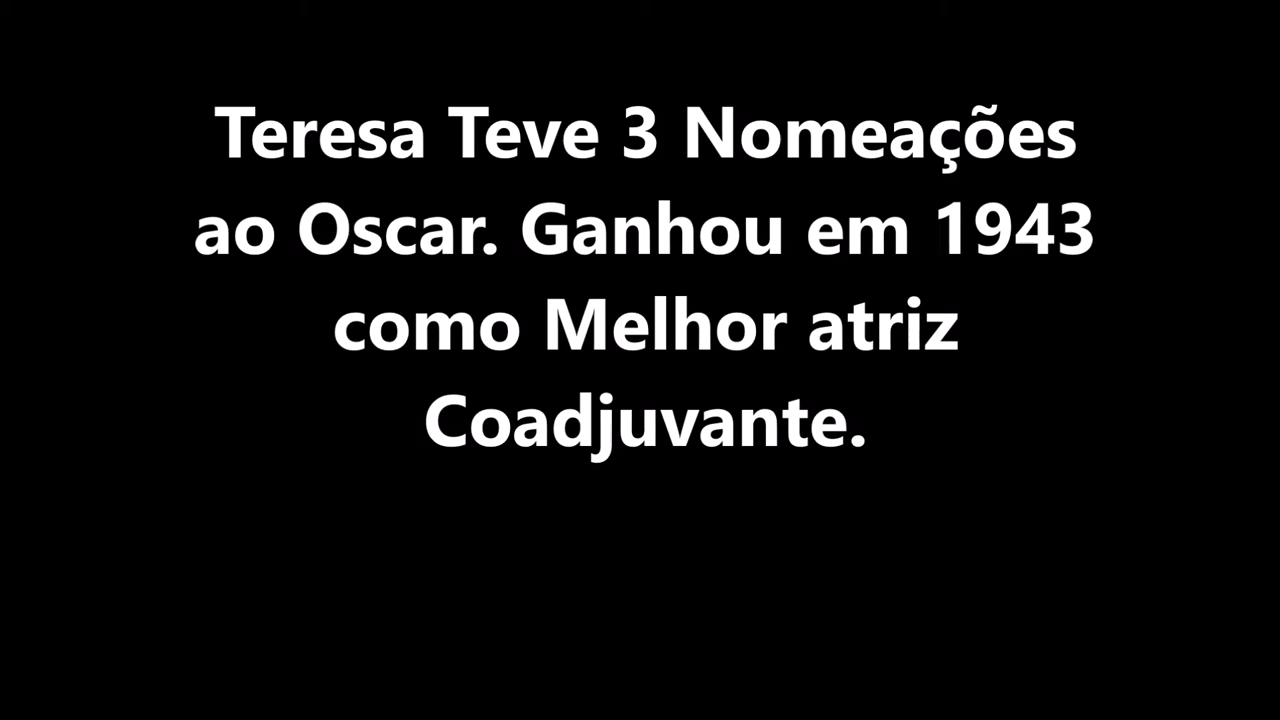 Teresa Teve 3 Nomeações
ao Oscar. Ganhou em 1943
como Melhor atriz
Coadjuvante.